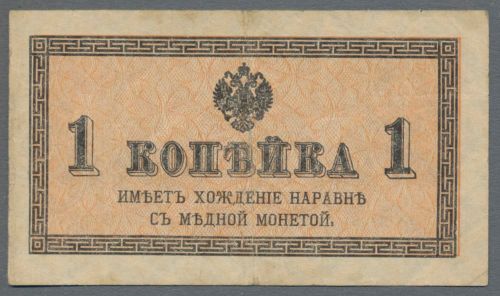 1 КОПѢЙКА 1
ИМѢЕТЪ ХОЖДЕНІЕ НАРАВНѢ
СЪ МѢДНОЙ МОНЕТОЙ.